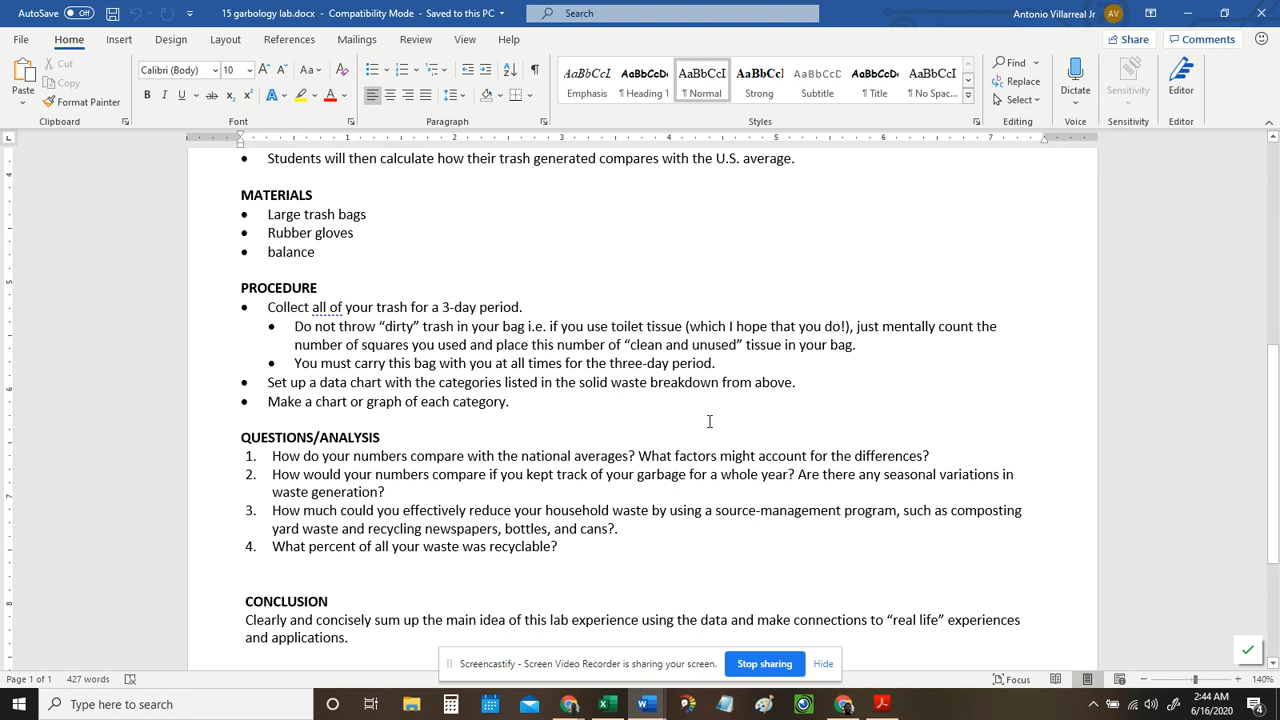 AutoSave Off 15 garbology lab.docx - Compatibility Mode - Saved to this PC Search Antonio Villarreal Jr AV
File Home Insert Design Layout References Mailings Review View Help Share Comments
Paste Cut Copy Format Painter Clipboard
Calibri (Body) 10 Font
Paragraph
AaBbCcI AaBbCcDc AaBbCcI AaBbCcI AaBbCcDc AaBbCcDc AaBbCcI
Emphasis ¶ Heading 1 ¶ Normal Strong Subtitle ¶ Title ¶ No Spac...
Styles
Find Replace Select Editing
Dictate Voice
Sensitivity Sensitivity
Editor Editor
1 2 3 4 5 6 7
• Students will then calculate how their trash generated compares with the U.S. average.
MATERIALS
• Large trash bags
• Rubber gloves
• balance
PROCEDURE
• Collect all of your trash for a 3-day period.
• Do not throw “dirty” trash in your bag i.e. if you use toilet tissue (which I hope that you do!), just mentally count the
number of squares you used and place this number of “clean and unused” tissue in your bag.
• You must carry this bag with you at all times for the three-day period.
• Set up a data chart with the categories listed in the solid waste breakdown from above.
• Make a chart or graph of each category.
QUESTIONS/ANALYSIS
1. How do your numbers compare with the national averages? What factors might account for the differences?
2. How would your numbers compare if you kept track of your garbage for a whole year? Are there any seasonal variations in
waste generation?
3. How much could you effectively reduce your household waste by using a source-management program, such as composting
yard waste and recycling newspapers, bottles, and cans?.
4. What percent of all your waste was recyclable?
CONCLUSION
Clearly and concisely sum up the main idea of this lab experience using the data and make connections to “real life” experiences
and applications.
Screencastify - Screen Video Recorder is sharing your screen. Stop sharing Hide
Page 1 of 1 427 words Focus 140%
Type here to search
2:44 AM
6/16/2020